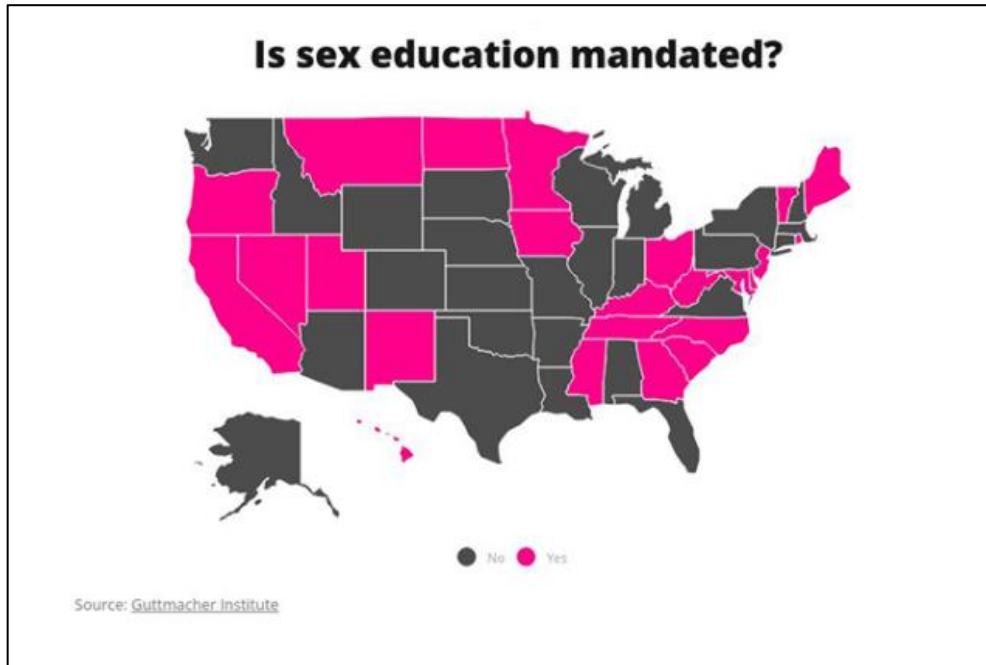 Is sex education mandated?
No Yes
Source: Guttmacher Institute